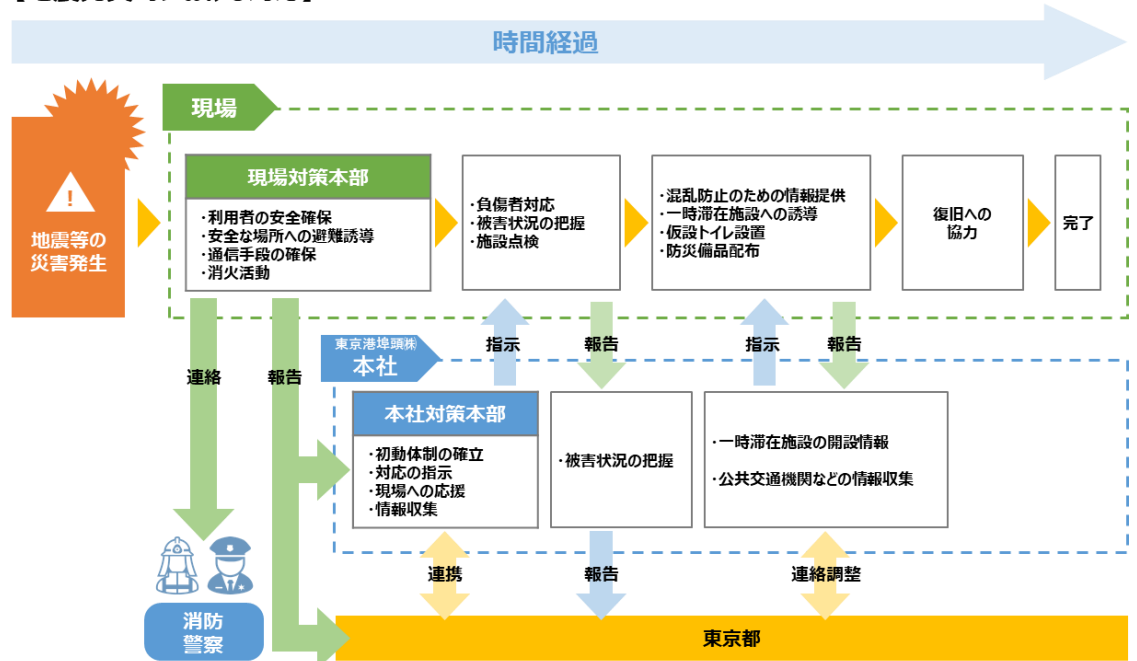 時間経過
現場
!
地震等の
災害発生
現場対策本部
・利用者の安全確保
・安全な場所への避難誘導
・通信手段の確保
・消火活動
・負傷者対応
・被害状況の把握
・施設点検
・混乱防止のための情報提供
・一時滞在施設への誘導
・仮設トイレ設置
・防災備品配布
復旧への
協力
完了
連絡
報告
指示
報告
指示
報告
東京港埠頭㈱
本社
本社対策本部
・初動体制の確立
・対応の指示
・現場への応援
・情報収集
・被害状況の把握
・一時滞在施設の開設情報
・公共交通機関などの情報収集
連携
報告
連絡調整
消防
警察
東京都